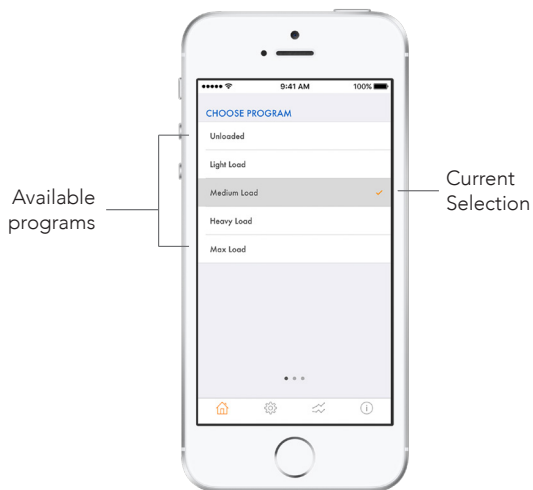 9:41 AM
100%
CHOOSE PROGRAM
Unloaded
Light Load
Medium Load
Heavy Load
Max Load
Available
programs
Current
Selection